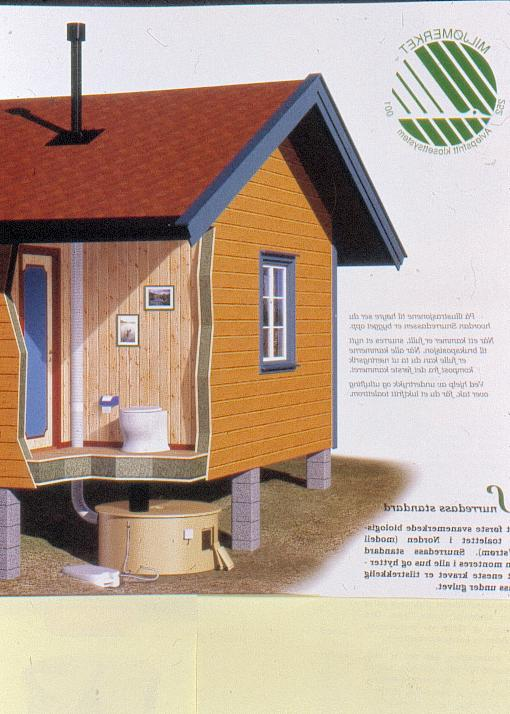 MILJØMERKET
001
252
Avløpsfritt klosettsystem
På illustrasjonene til høyre ser du
hvordan Snurredassen er bygget opp.
Når ett kammer er fullt, snurres et nytt
til bruksposisjon. Når alle kamrene
er fulle kan du ta ut næringsrik
kompost fra det første kammeret.
Ved hjelp av undertrykk og utlufting
over tak, får du et luktfritt toalettrom.
Snurredass standard
første svanemerkede biologis-
toalettet i Norden (modell
strøm). Snurredass standard
monteres i alle hus og hytter -
eneste kravet er tilstrekkelig
under gulvet.